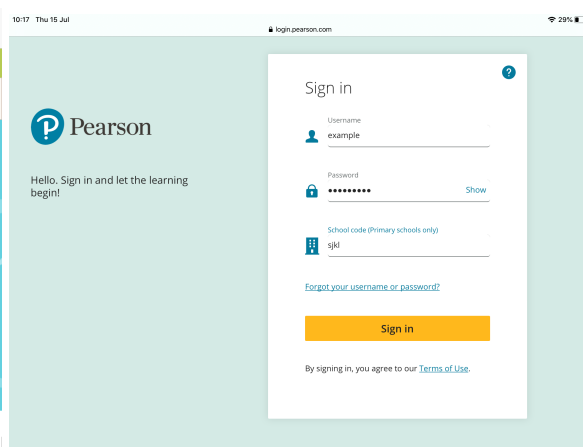 10:17 Thu 15 Jul
29%
login.pearson.com
Pearson
Hello. Sign in and let the learning
begin!
?
Sign in
Username
example
Password
•••••••••
Show
School code (Primary schools only)
sjkl
Forgot your username or password?
Sign in
By signing in, you agree to our Terms of Use.